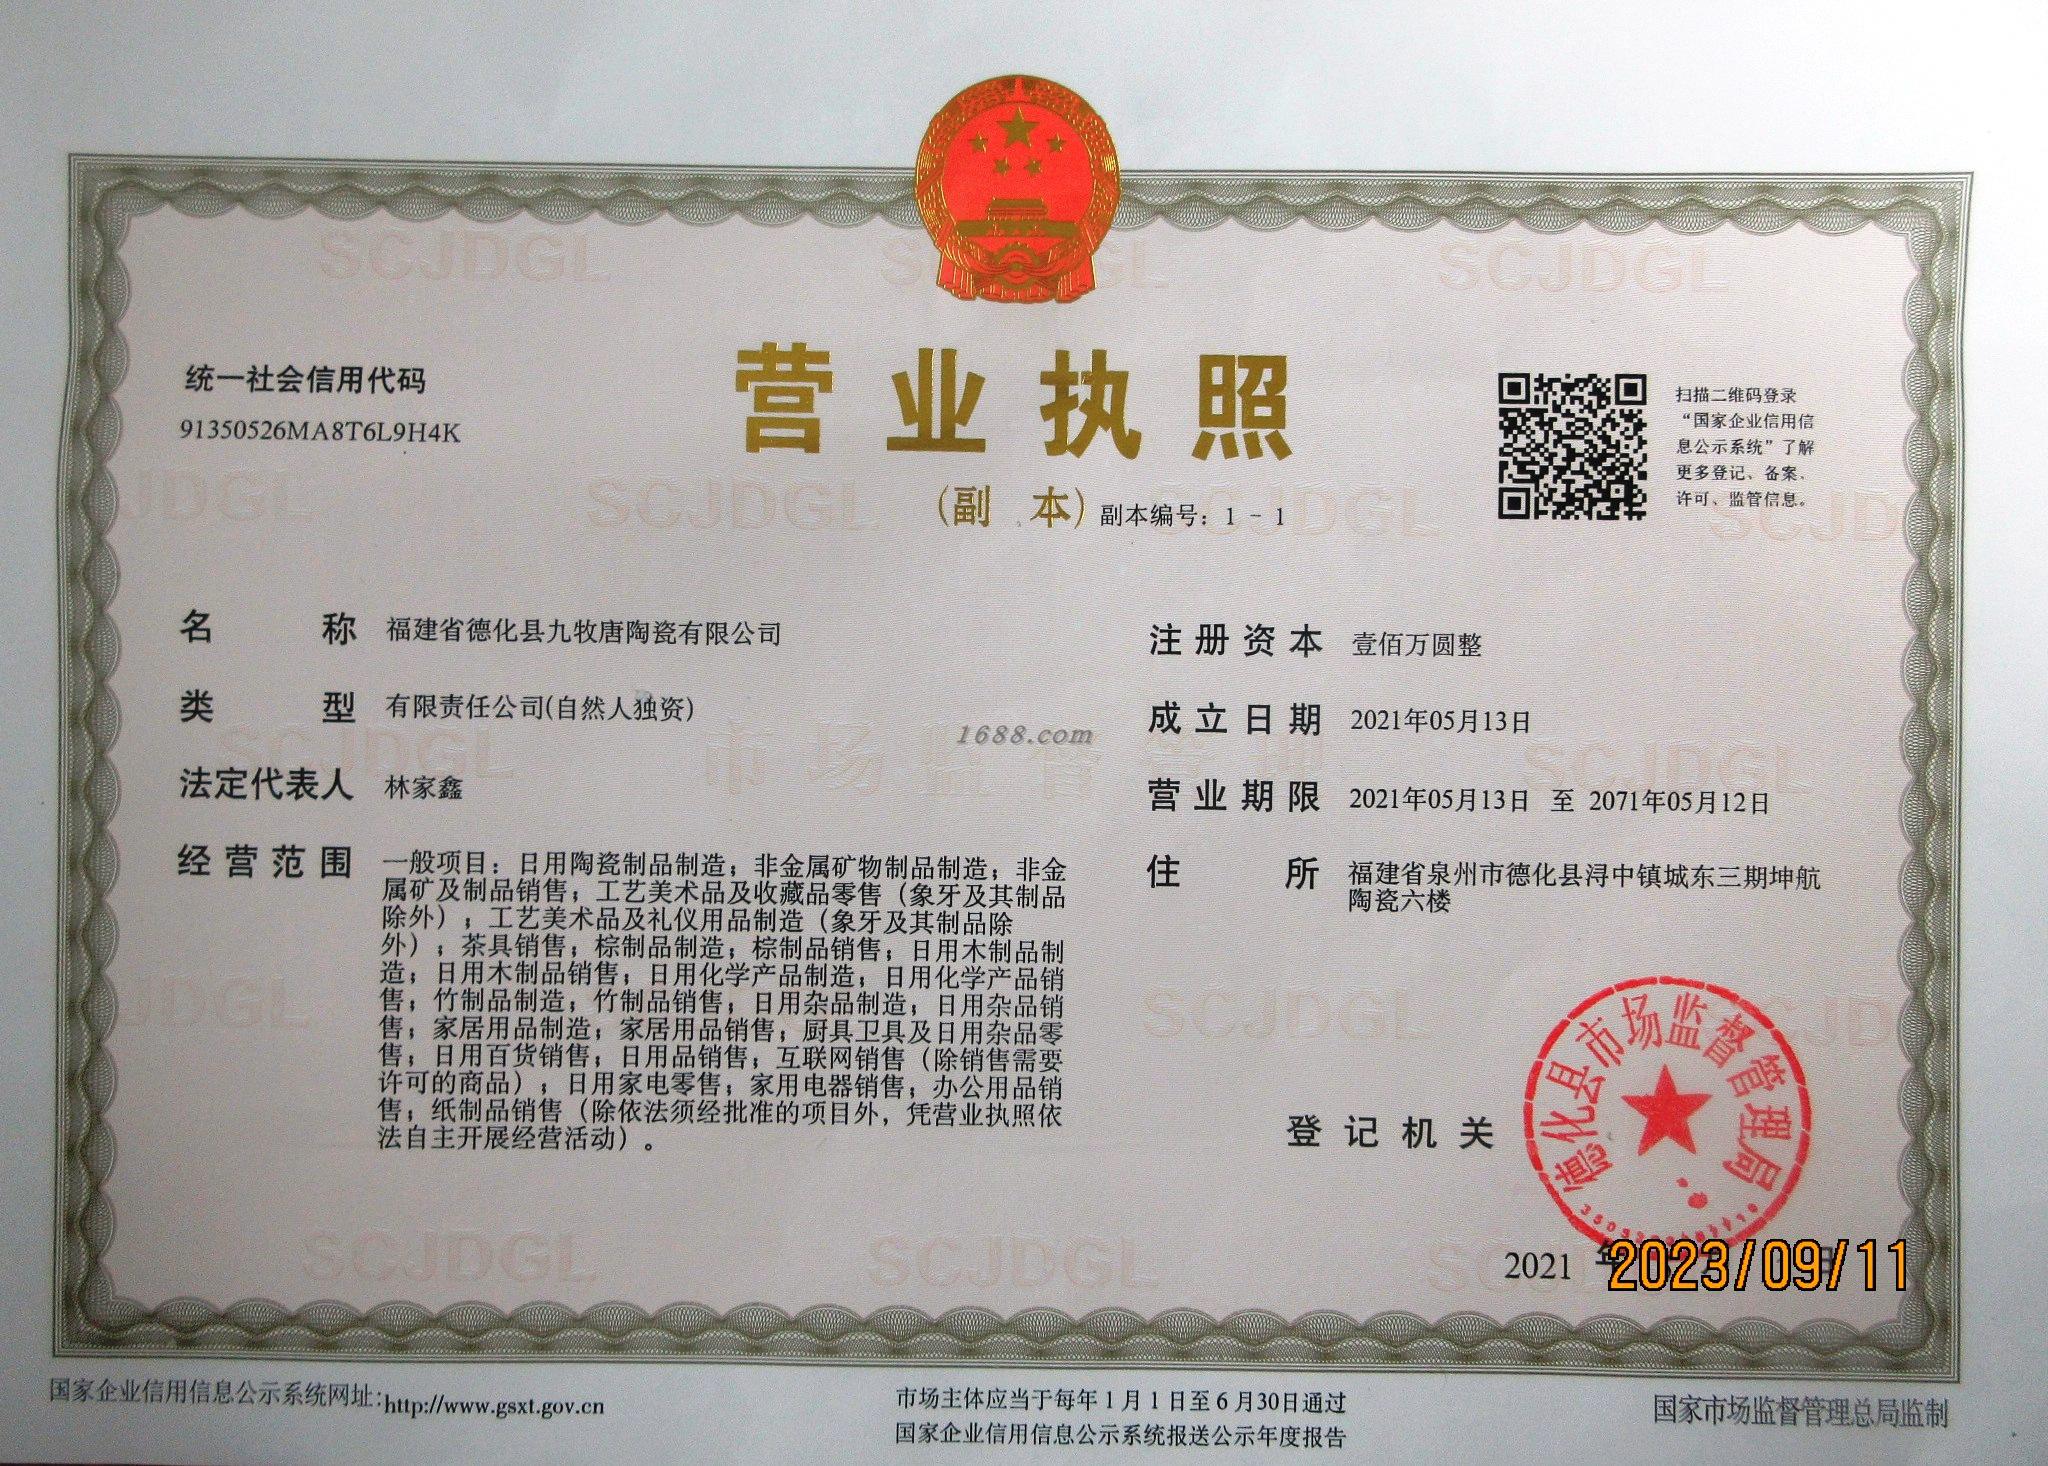 统一社会信用代码
91350526MA8T6L9H4K
营业执照
(副 本) 副本编号：1 - 1
扫描二维码登录
“国家企业信用信
息公示系统”了解
更多登记、备案、
许可、监管信息。
名 称 福建省德化县九牧唐陶瓷有限公司
类 型 有限责任公司(自然人独资)
法定代表人 林家鑫
经营范围 一般项目：日用陶瓷制品制造；非金属矿物制品制造；非金
属矿及制品销售；工艺美术品及收藏品零售（象牙及其制品
除外）；工艺美术品及礼仪用品制造（象牙及其制品除
外）；茶具销售；棕制品制造；棕制品销售；日用木制品制
造；日用木制品销售；日用化学产品制造；日用化学产品销
售；竹制品制造；竹制品销售；日用杂品制造；日用杂品销
售；家居用品制造；家居用品销售；厨具卫具及日用杂品零
售；日用百货销售；日用品销售；互联网销售（除销售需要
许可的商品）；日用家电零售；家用电器销售；办公用品销
售；纸制品销售（除依法须经批准的项目外，凭营业执照依
法自主开展经营活动）。
注册资本 壹佰万圆整
成立日期 2021年05月13日
营业期限 2021年05月13日 至 2071年05月12日
住 所 福建省泉州市德化县浔中镇城东三期坤航
陶瓷六楼
1688.com
登记机关
德化县市场监督管理局
2021 年
2023/09/11
国家企业信用信息公示系统网址:http://www.gsxt.gov.cn
市场主体应当于每年1月1日至6月30日通过
国家企业信用信息公示系统报送公示年度报告
国家市场监督管理总局监制
SCJDGL